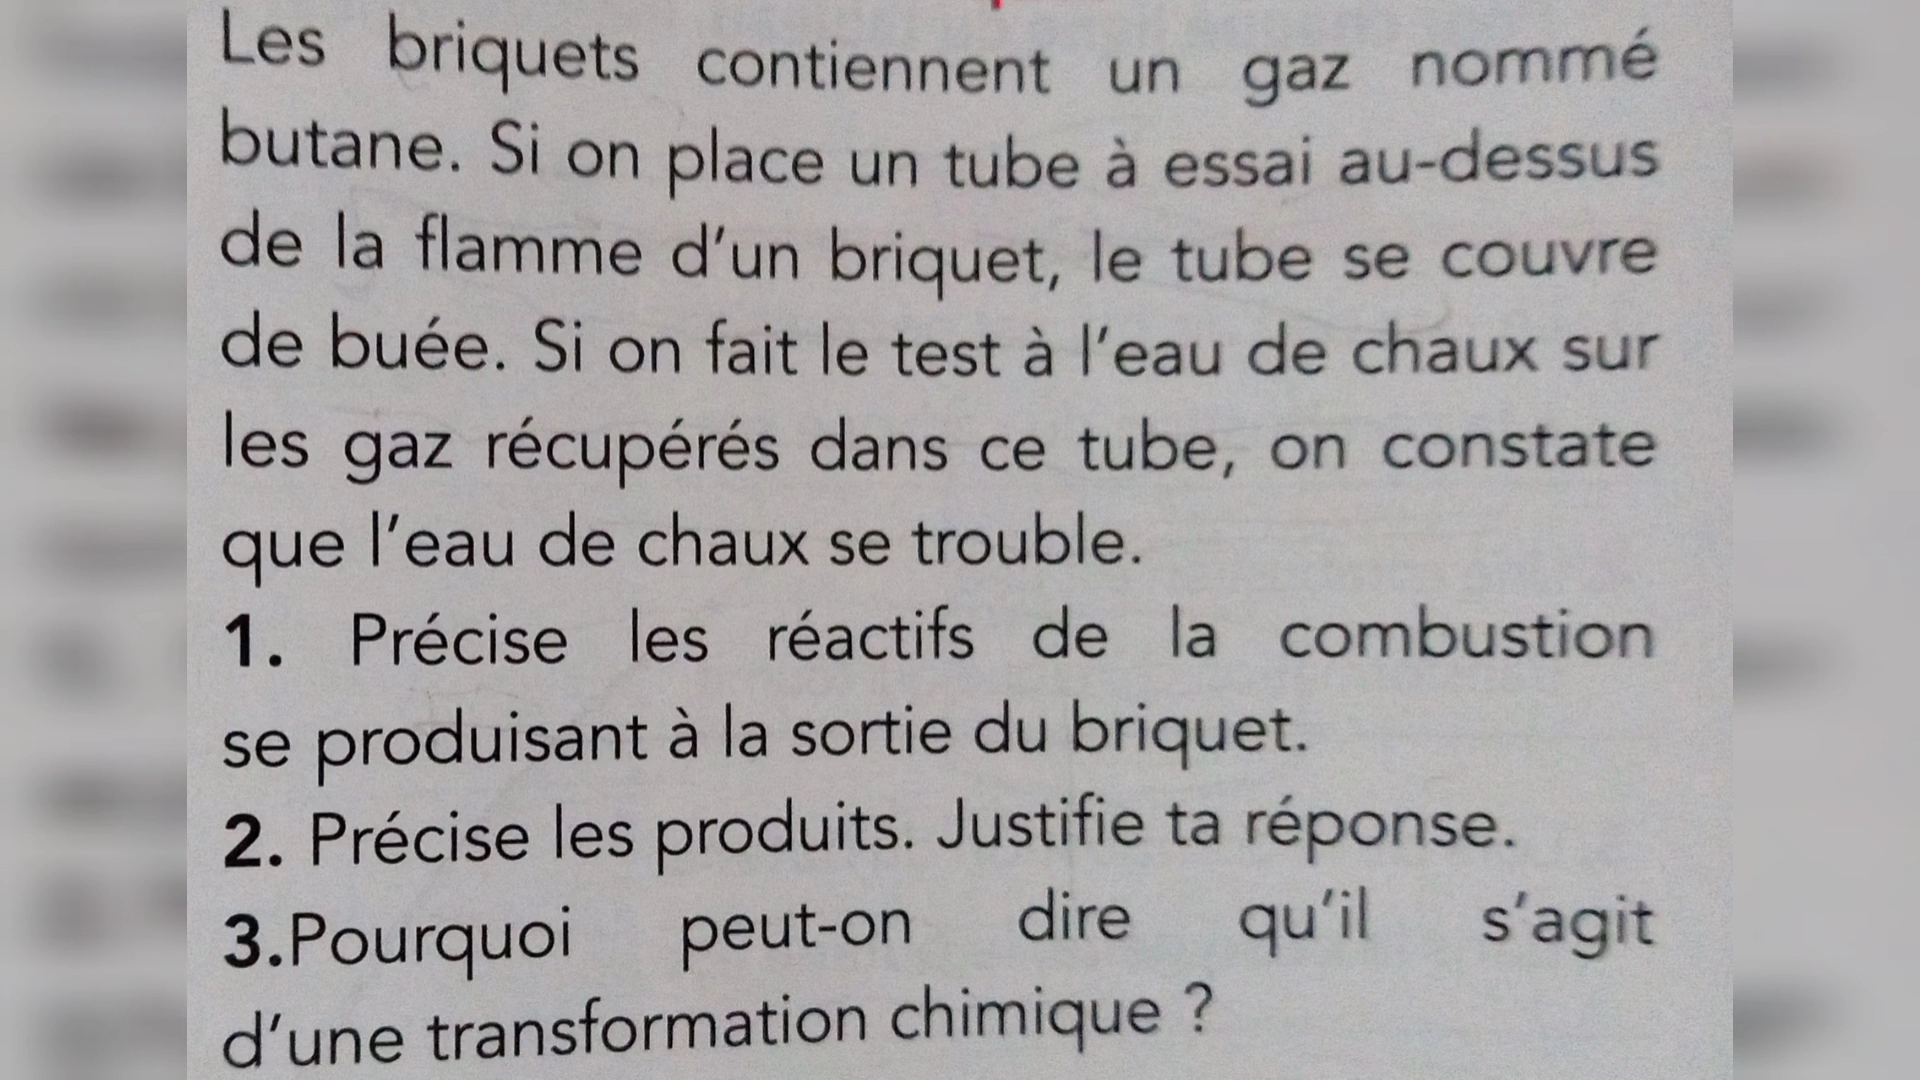 Les briquets contiennent un gaz nommé
butane. Si on place un tube à essai au-dessus
de la flamme d'un briquet, le tube se couvre
de buée. Si on fait le test à l'eau de chaux sur
les gaz récupérés dans ce tube, on constate
que l'eau de chaux se trouble.
1. Précise les réactifs de la combustion
se produisant à la sortie du briquet.
2. Précise les produits. Justifie ta réponse.
3.Pourquoi peut-on dire qu'il s'agit
d'une transformation chimique ?